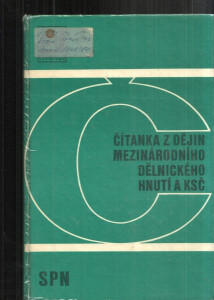 Č
ČÍTANKA Z DĚJIN
MEZINÁRODNÍHO
DĚLNICKÉHO
HNUTÍ A KSČ
SPN